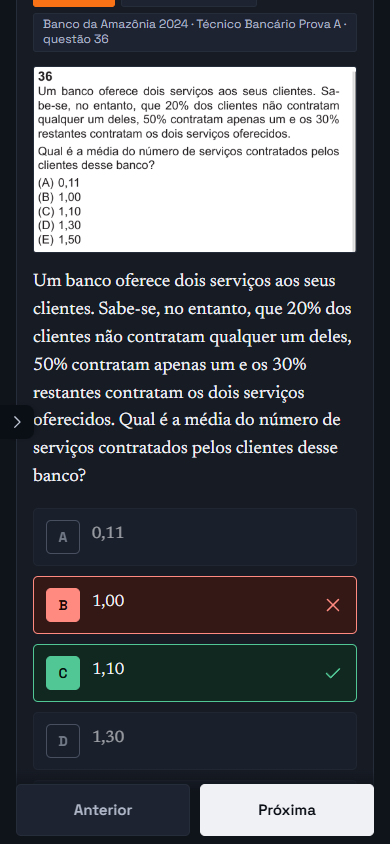 Banco da Amazônia 2024 · Técnico Bancário Prova A ·
questão 36
36
Um banco oferece dois serviços aos seus clientes. Sa-
be-se, no entanto, que 20% dos clientes não contratam
qualquer um deles, 50% contratam apenas um e os 30%
restantes contratam os dois serviços oferecidos.
Qual é a média do número de serviços contratados pelos
clientes desse banco?
(A) 0,11
(B) 1,00
(C) 1,10
(D) 1,30
(E) 1,50
Um banco oferece dois serviços aos seus
clientes. Sabe-se, no entanto, que 20% dos
clientes não contratam qualquer um deles,
50% contratam apenas um e os 30%
restantes contratam os dois serviços
oferecidos. Qual é a média do número de
serviços contratados pelos clientes desse
banco?
A 0,11
B 1,00
C 1,10
D 1,30
Anterior Próxima